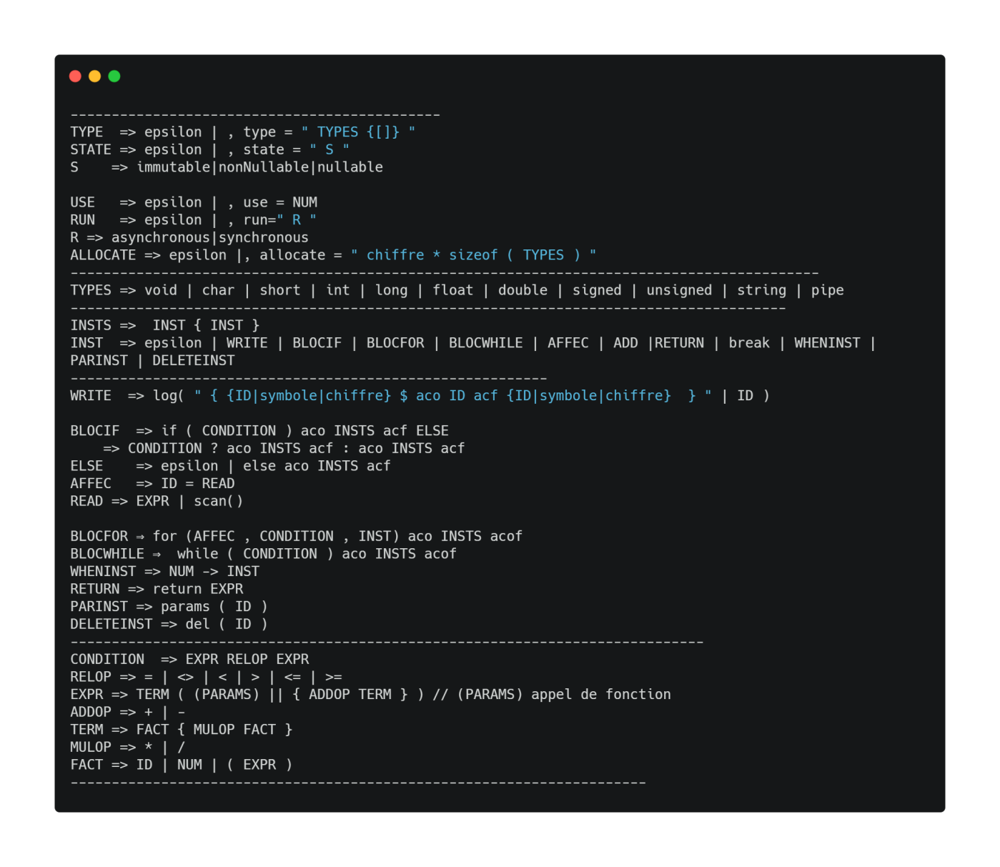 ---------------------------------------------
TYPE  => epsilon | , type = " TYPES {[]} "
STATE => epsilon | , state = " S "
S    => immutable|nonNullable|nullable
USE   => epsilon | , use = NUM
RUN   => epsilon | , run=" R "
R => asynchronous|synchronous
ALLOCATE => epsilon |, allocate = " chiffre * sizeof ( TYPES ) "
-------------------------------------------------------------------------------------------
TYPES => void | char | short | int | long | float | double | signed | unsigned | string | pipe
---------------------------------------------------------------------------------------
INSTS =>  INST { INST }
INST  => epsilon | WRITE | BLOCIF | BLOCFOR | BLOCWHILE | AFFEC | ADD |RETURN | break | WHENINST |
PARINST | DELETEINST
----------------------------------------------------------
WRITE  => log( " { {ID|symbole|chiffre} $ aco ID acf {ID|symbole|chiffre}  } " | ID )
BLOCIF  => if ( CONDITION ) aco INSTS acf ELSE
    => CONDITION ? aco INSTS acf : aco INSTS acf
ELSE    => epsilon | else aco INSTS acf
AFFEC   => ID = READ
READ => EXPR | scan()
BLOCFOR ⇒ for (AFFEC , CONDITION , INST) aco INSTS acof
BLOCWHILE ⇒  while ( CONDITION ) aco INSTS acof
WHENINST => NUM -> INST
RETURN => return EXPR
PARINST => params ( ID )
DELETEINST => del ( ID )
-----------------------------------------------------------------------------
CONDITION  => EXPR RELOP EXPR
RELOP => = | <> | < | > | <= | >=
EXPR => TERM ( (PARAMS) || { ADDOP TERM } ) // (PARAMS) appel de fonction
ADDOP => + | -
TERM => FACT { MULOP FACT }
MULOP => * | /
FACT => ID | NUM | ( EXPR )
----------------------------------------------------------------------